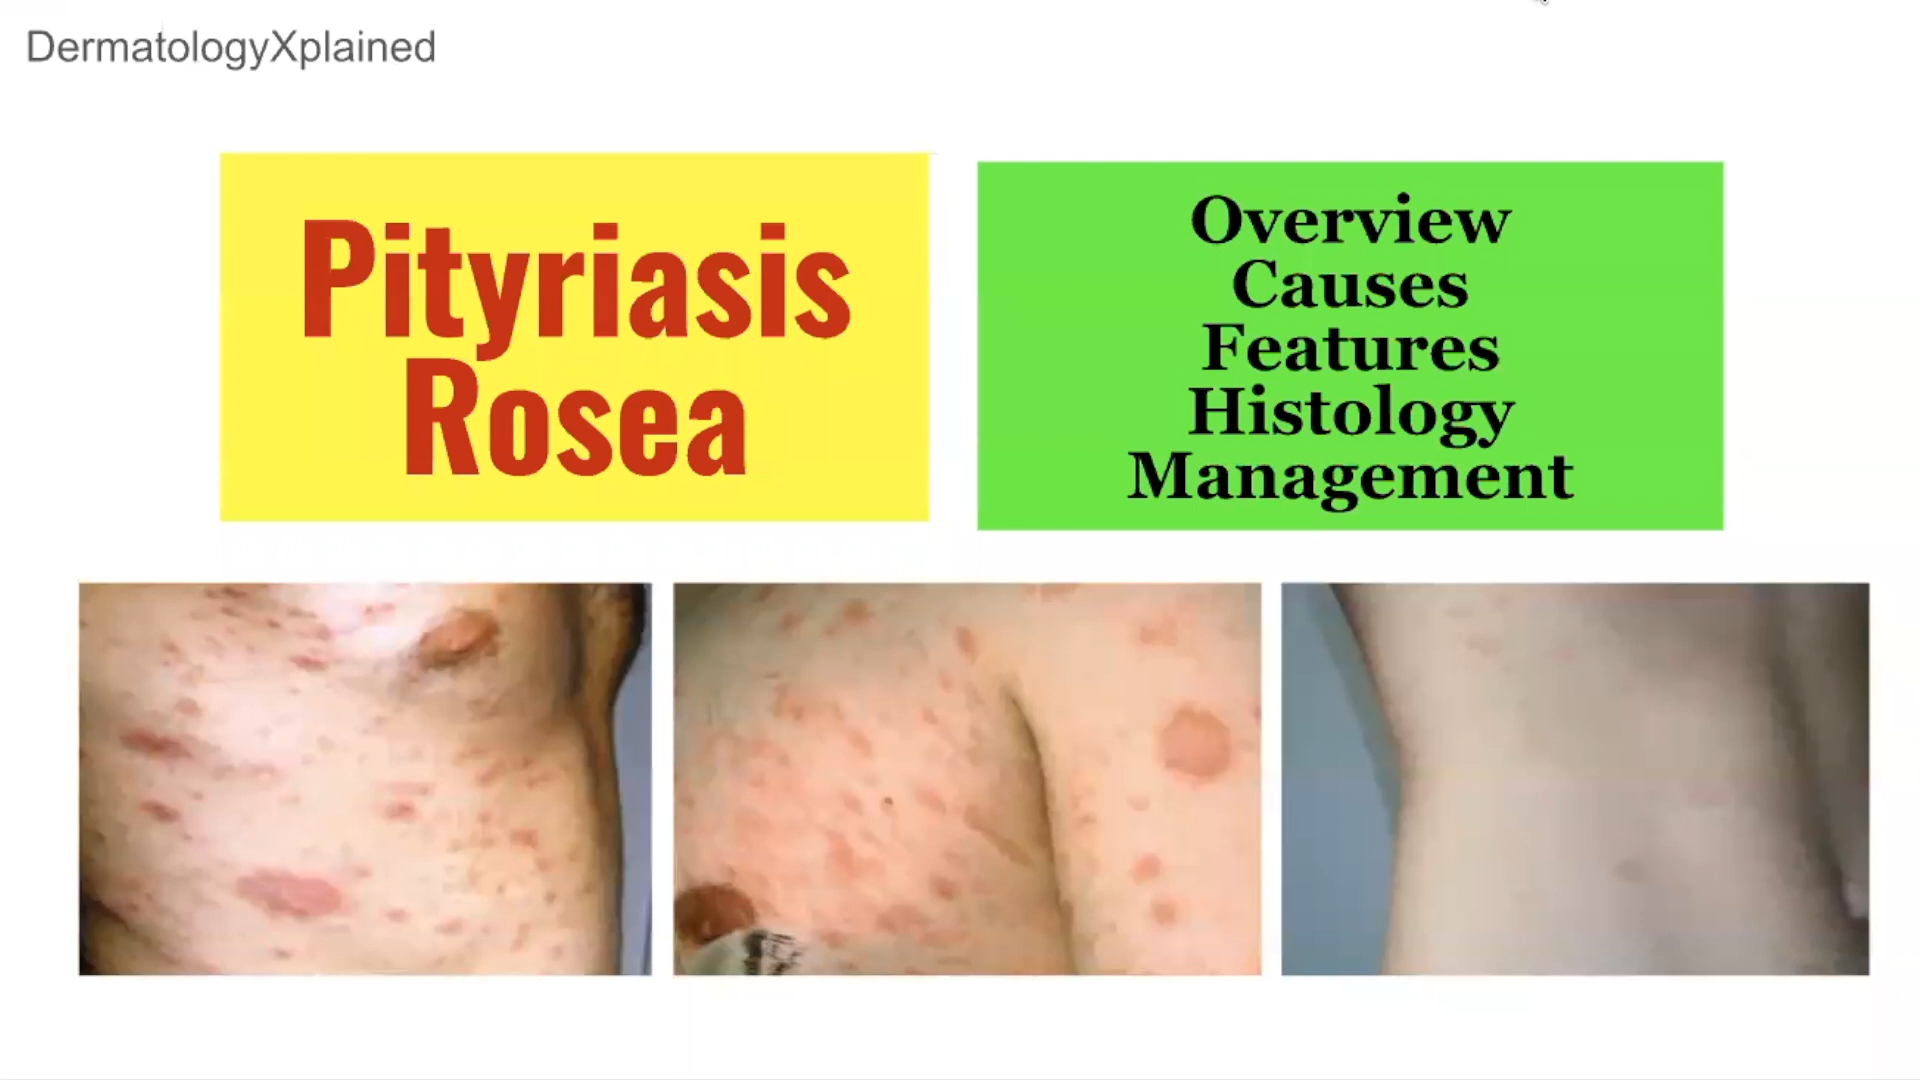 DermatologyXplained
Pityriasis
Rosea
Overview
Causes
Features
Histology
Management